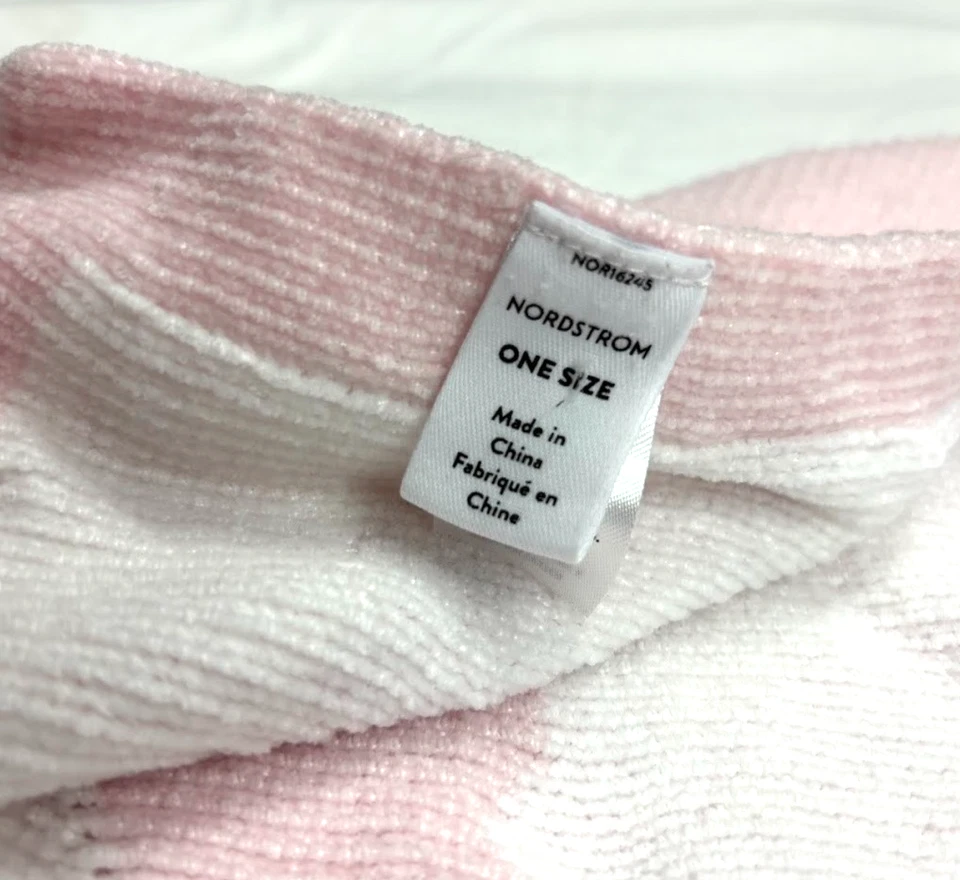 NOR16245
NORDSTROM
ONE SIZE
Made in
China
Fabriqué en
Chine